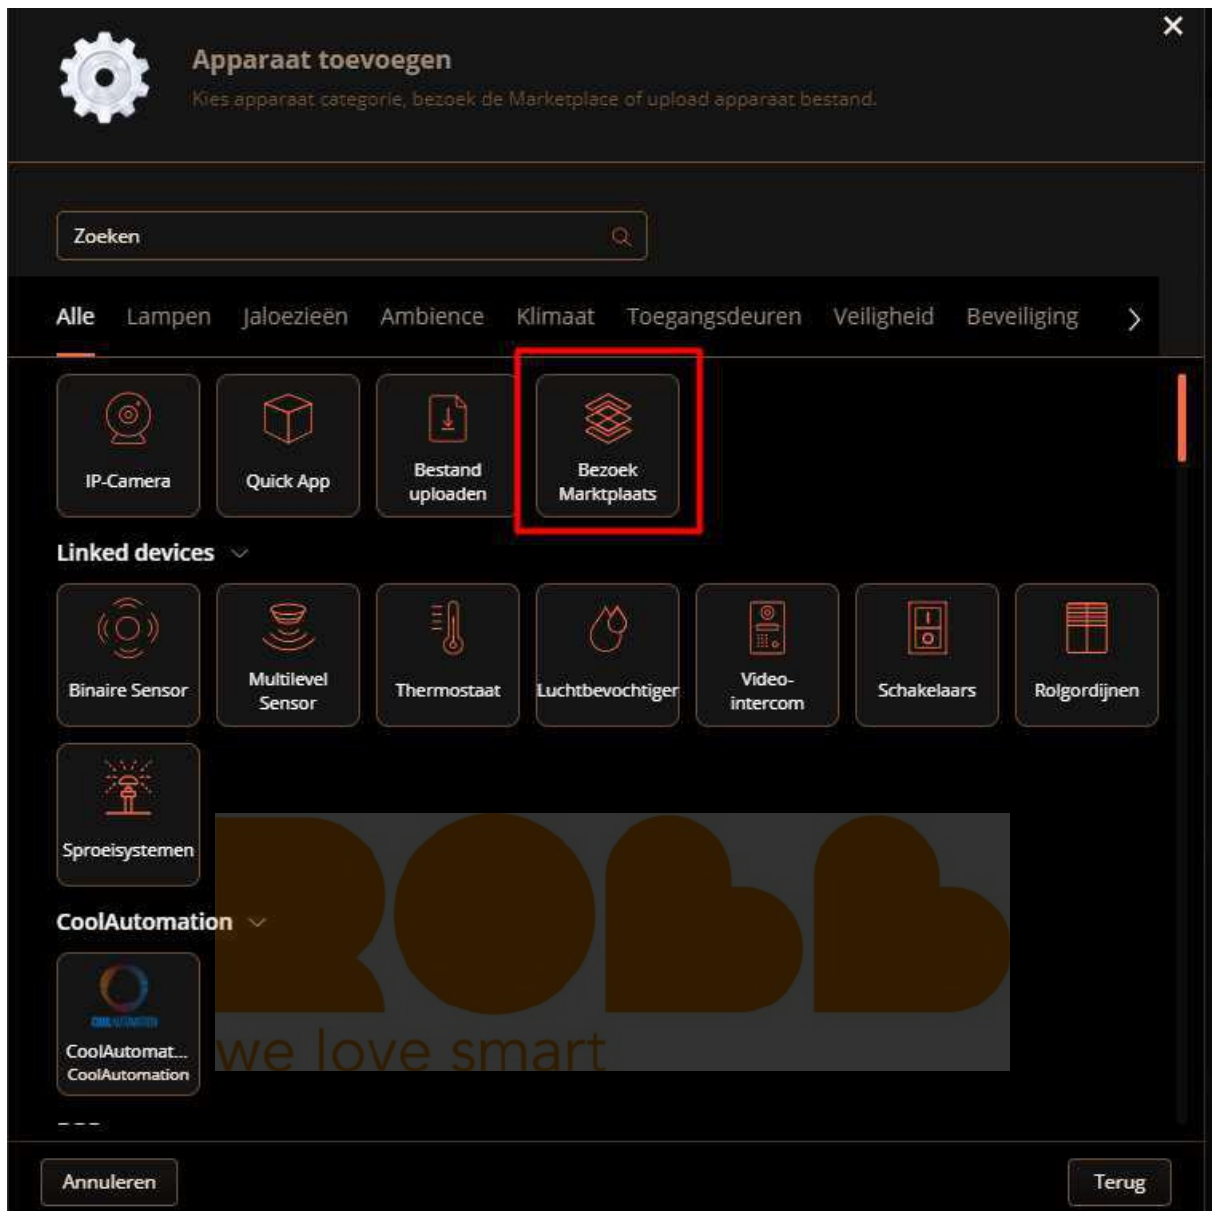 Apparaat toevoegen
Kies apparaat categorie, bezoek de Marketplace of upload apparaat bestand.
Zoeken
Alle Lampen Jaloezieën Ambience Klimaat Toegangsdeuren Veiligheid Beveiliging
IP-Camera
Quick App
Bestand
uploaden
Bezoek
Marktplaats
Linked devices
Binaire Sensor
Multilevel
Sensor
Thermostaat
Luchtbevochtiger
Video-
intercom
Schakelaars
Rolgordijnen
Sproeisystemen
ROBB
we love smart
CoolAutomation
COOLAUTOMATION
CoolAutomat...
CoolAutomation
Annuleren
Terug